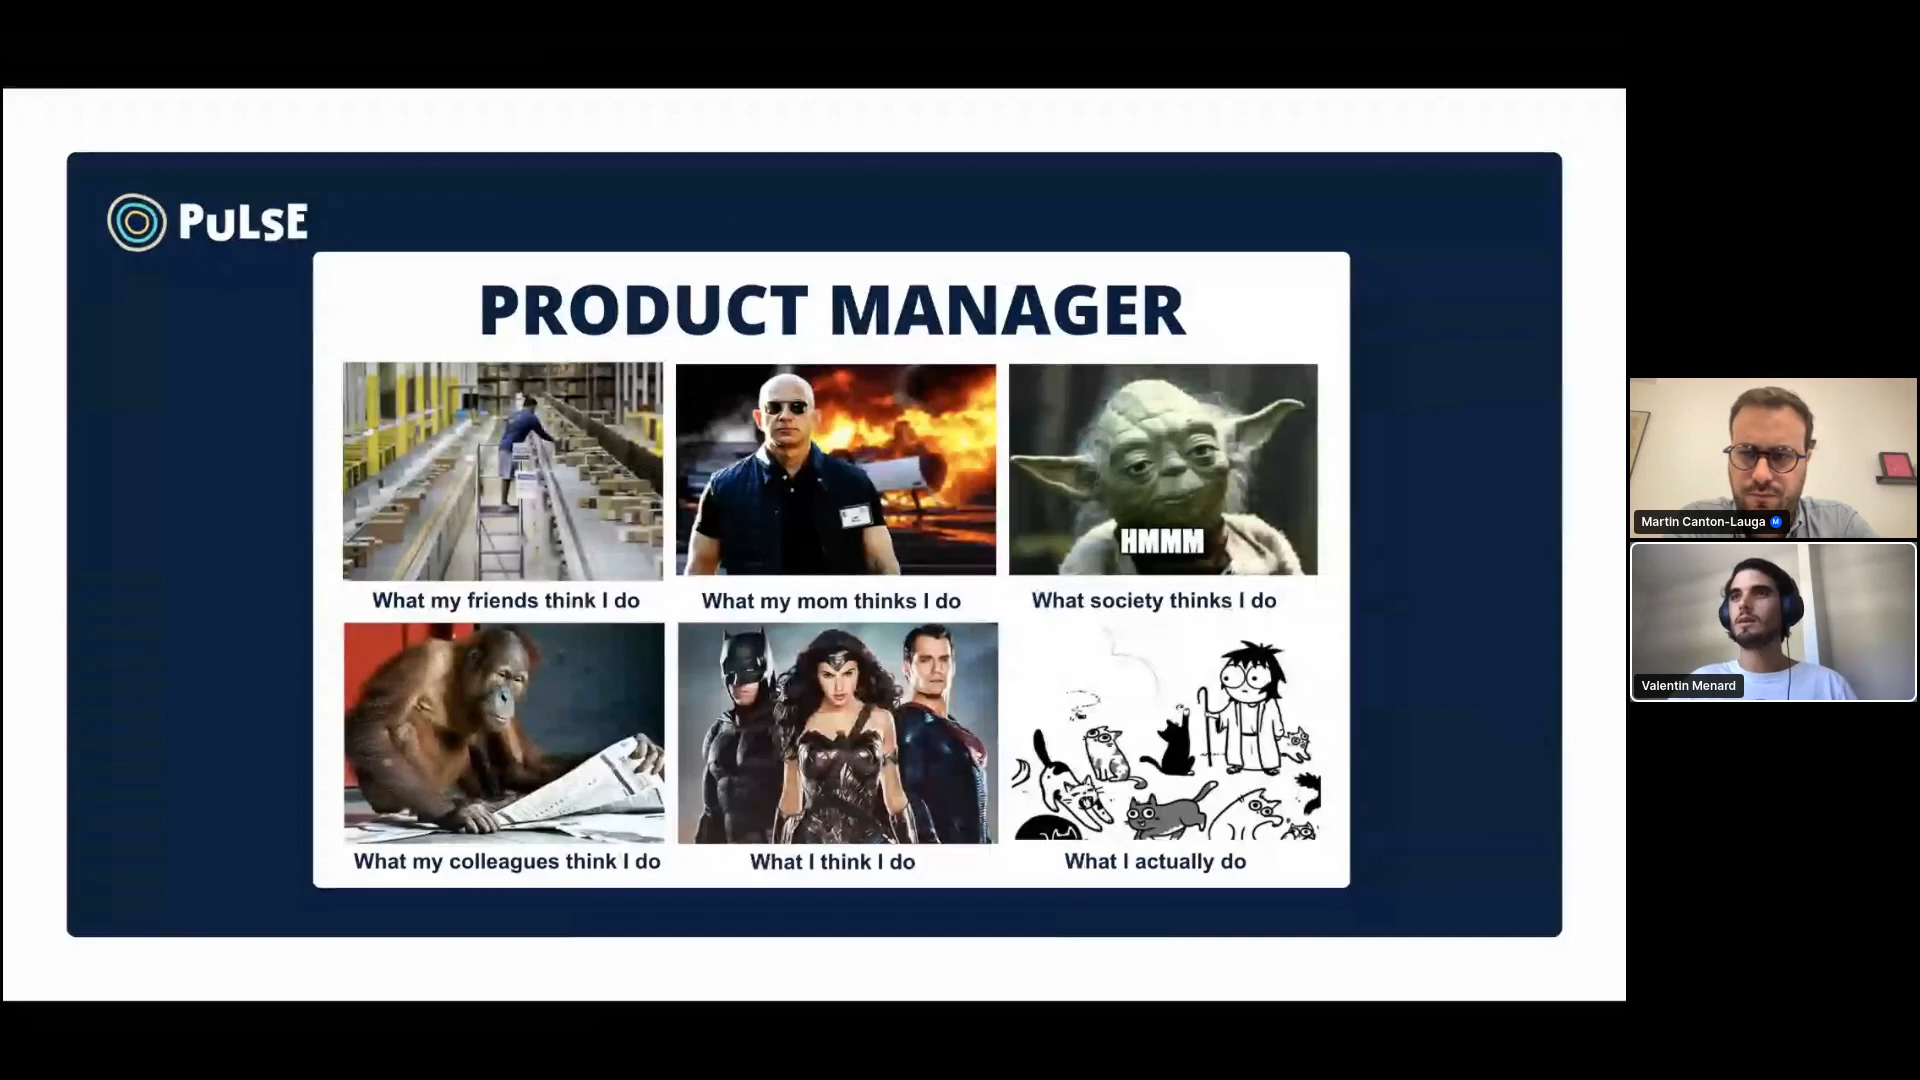 PULSE
PRODUCT MANAGER
HMMM
What my friends think I do
What my mom thinks I do
What society thinks I do
What my colleagues think I do
What I think I do
What I actually do
Martin Canton-Lauga M
Valentin Menard